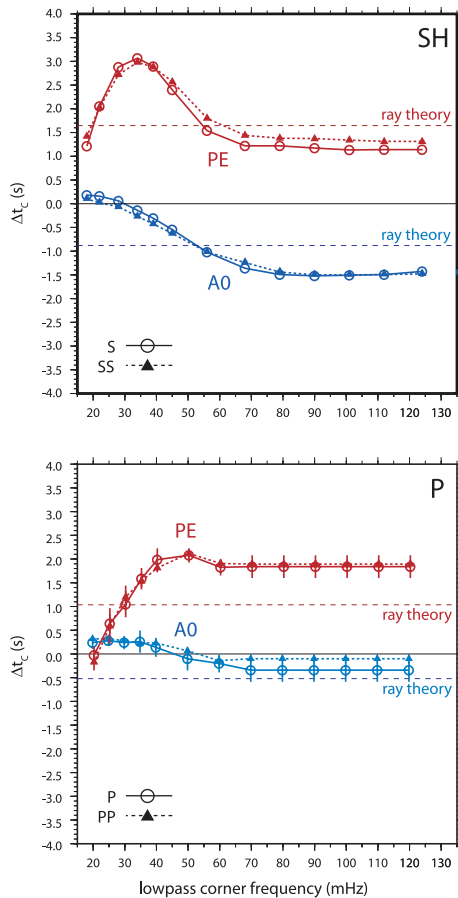 SH
4.0
3.5
3.0
2.5
2.0
1.5
1.0
0.5
0.0
-0.5
-1.0
-1.5
-2.0
2.5
3.0
3.5
-4.0
Δtc (s)
ray theory
PE
ray theory
A0
S
SS
20 30 40 50 60 70 80 90 100 110 120 130
P
4.0
3.5
3.0
2.5
2.0
1.5
1.0
0.5
0.0
-0.5
-1.0
-1.5
-2.0
-2.5
-3.0
-3.5
-4.0
Δtc (s)
PE
ray theory
A0
ray theory
P
PP
20 30 40 50 60 70 80 90 100 110 120 130
lowpass corner frequency (mHz)